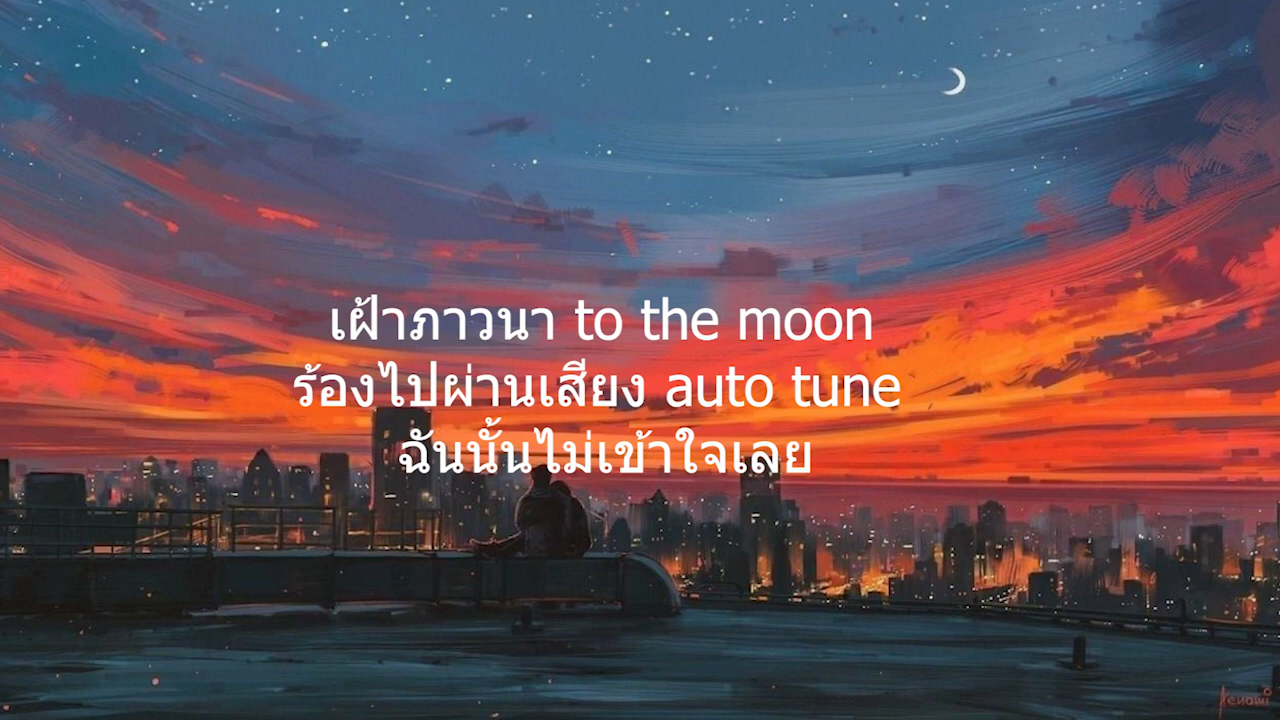 เฝ้าภาวนา to the moon
ร้องไปผ่านเสียง auto tune
ฉันนั้นไม่เข้าใจเลย